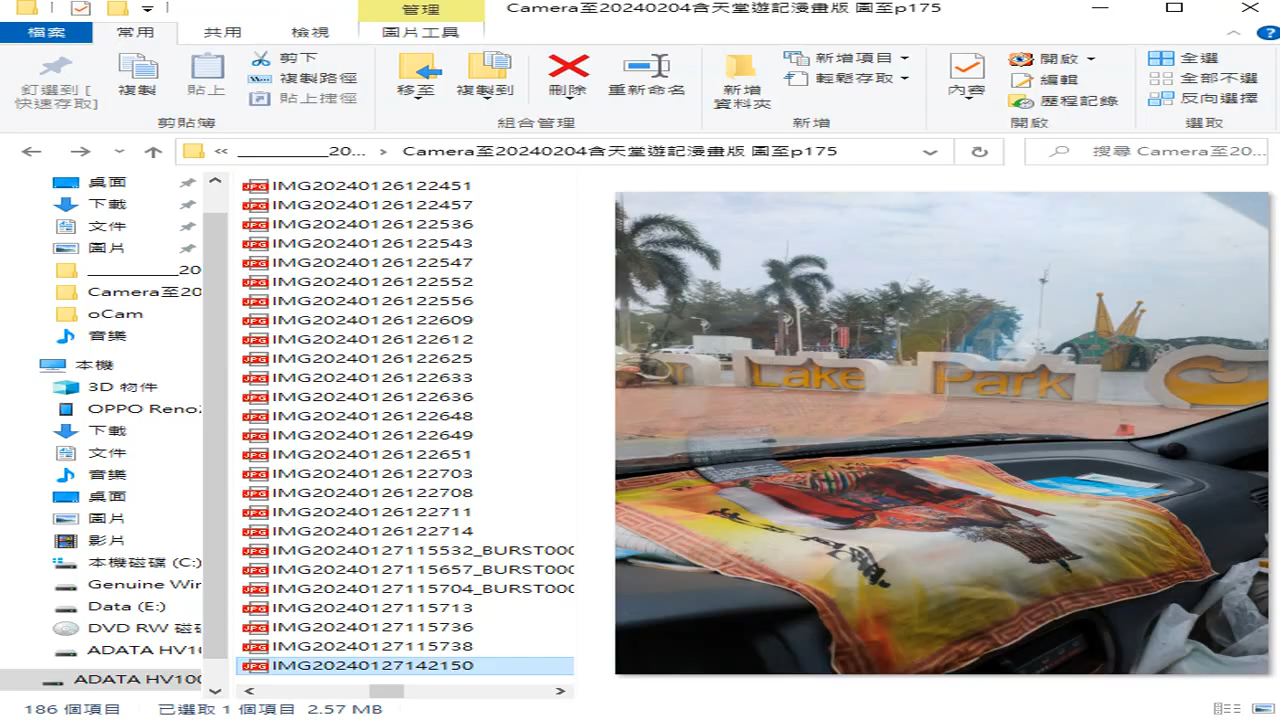 管理
Camera至20240204含天堂遊記漫畫版 圖至p175
檔案
常用
共用
檢視
圖片工具
釘選到 [
快速存取]
複製
貼上
剪下
複製路徑
貼上捷徑
剪貼簿
移至
複製到
刪除
重新命名
組合管理
新增
資料夾
新增項目
輕鬆存取
新增
內容
開啟
編輯
歷程記錄
開啟
全選
全部不選
反向選擇
選取
« __________20... › Camera至20240204含天堂遊記漫畫版 圖至p175
搜尋 Camera至20...
桌面
下載
文件
圖片
__________20
Camera至20
oCam
音樂
本機
3D 物件
OPPO Reno
下載
文件
音樂
桌面
圖片
影片
本機磁碟 (C:)
Genuine Wir
Data (E:)
DVD RW 磁碟
ADATA HV10
ADATA HV100
IMG20240126122451
IMG20240126122457
IMG20240126122536
IMG20240126122543
IMG20240126122547
IMG20240126122552
IMG20240126122556
IMG20240126122609
IMG20240126122612
IMG20240126122625
IMG20240126122633
IMG20240126122636
IMG20240126122648
IMG20240126122649
IMG20240126122651
IMG20240126122703
IMG20240126122708
IMG20240126122711
IMG20240126122714
IMG20240127115532_BURST000
IMG20240127115657_BURST000
IMG20240127115704_BURST000
IMG20240127115713
IMG20240127115736
IMG20240127115738
IMG20240127142150
Lake Park
186 個項目
已選取 1 個項目 2.57 MB